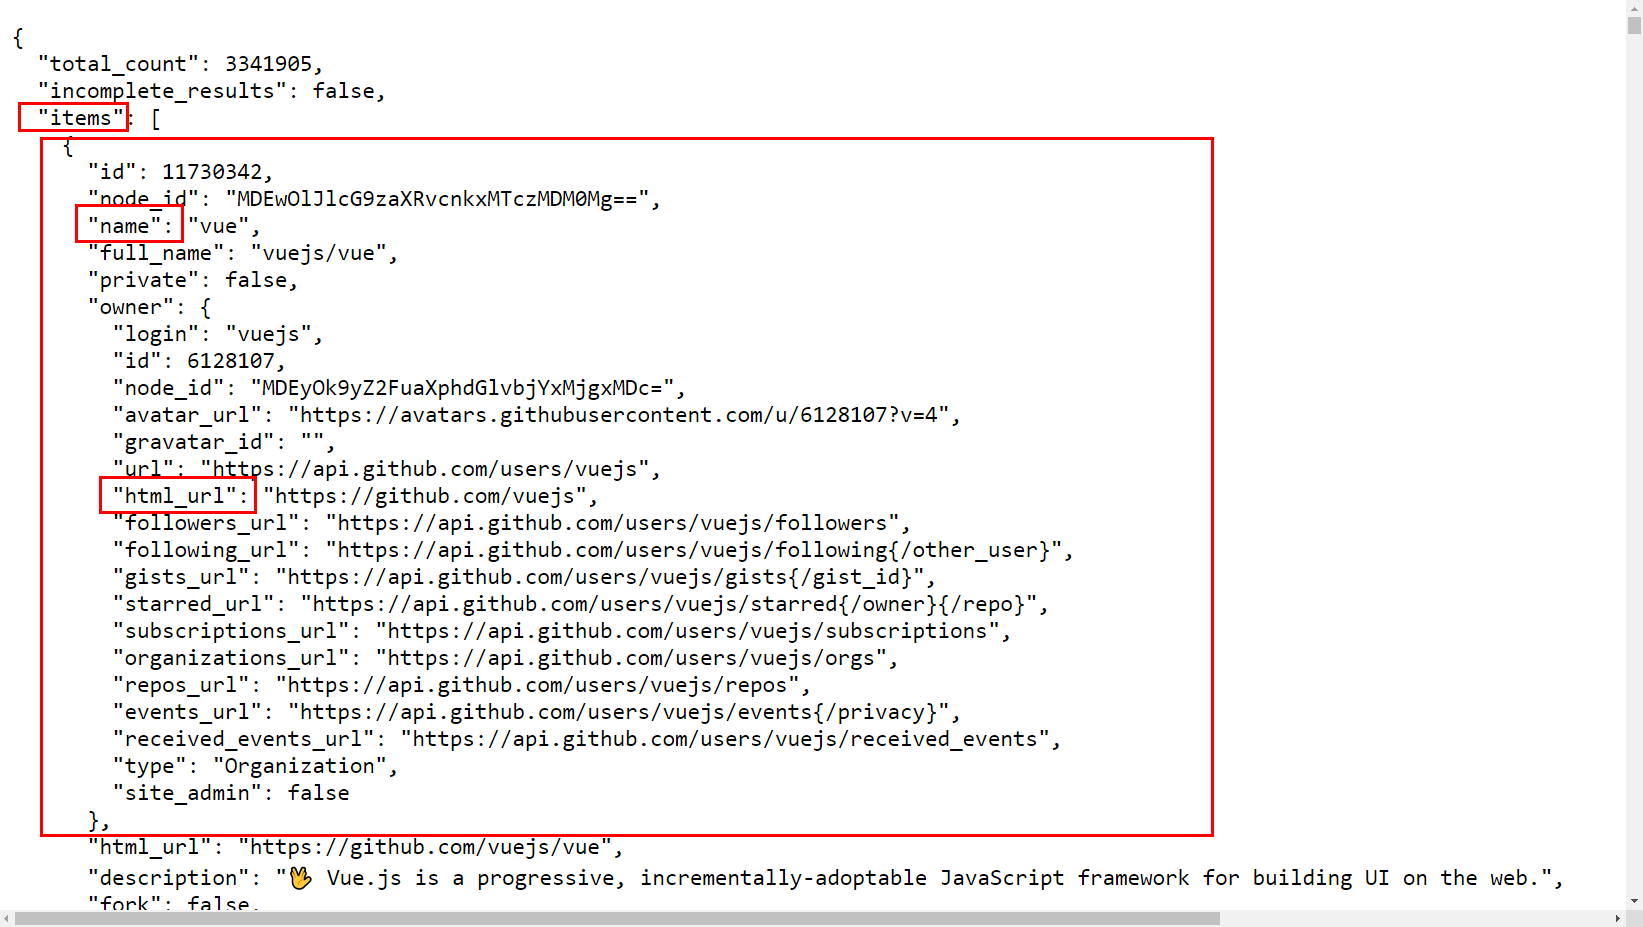 {
  "total_count": 3341905,
  "incomplete_results": false,
  "items": [
    {
      "id": 11730342,
      "node_id": "MDEwOlJlcG9zaXRvcnkxMTczMDM0Mg==",
      "name": "vue",
      "full_name": "vuejs/vue",
      "private": false,
      "owner": {
        "login": "vuejs",
        "id": 6128107,
        "node_id": "MDEyOk9yZ2FuaXphdGlvbjYxMjgxMDc=",
        "avatar_url": "https://avatars.githubusercontent.com/u/6128107?v=4",
        "gravatar_id": "",
        "url": "https://api.github.com/users/vuejs",
        "html_url": "https://github.com/vuejs",
        "followers_url": "https://api.github.com/users/vuejs/followers",
        "following_url": "https://api.github.com/users/vuejs/following{/other_user}",
        "gists_url": "https://api.github.com/users/vuejs/gists{/gist_id}",
        "starred_url": "https://api.github.com/users/vuejs/starred{/owner}{/repo}",
        "subscriptions_url": "https://api.github.com/users/vuejs/subscriptions",
        "organizations_url": "https://api.github.com/users/vuejs/orgs",
        "repos_url": "https://api.github.com/users/vuejs/repos",
        "events_url": "https://api.github.com/users/vuejs/events{/privacy}",
        "received_events_url": "https://api.github.com/users/vuejs/received_events",
        "type": "Organization",
        "site_admin": false
      },
      "html_url": "https://github.com/vuejs/vue",
      "description": "🖖 Vue.js is a progressive, incrementally-adoptable JavaScript framework for building UI on the web.",
      "fork": false,